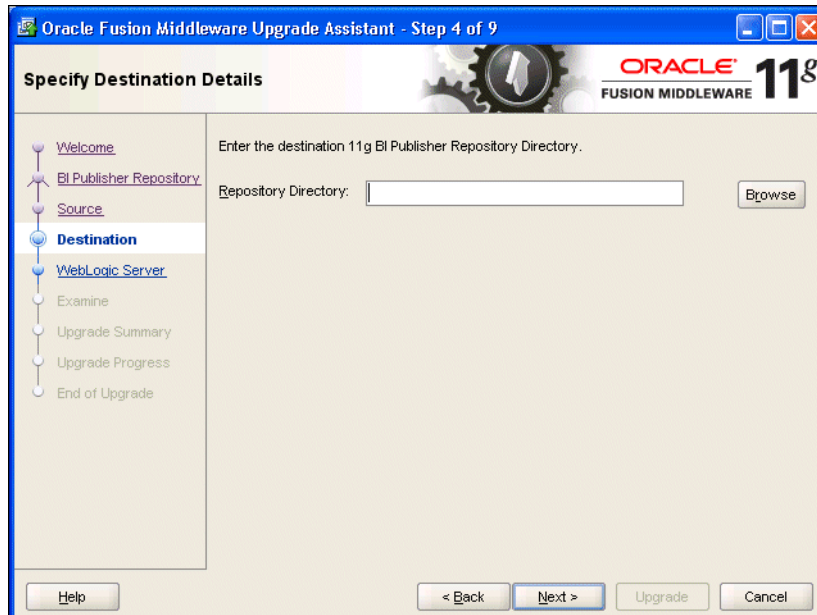 Oracle Fusion Middleware Upgrade Assistant - Step 4 of 9
Specify Destination Details
ORACLE
FUSION MIDDLEWARE 11g
Welcome
BI Publisher Repository
Source
Destination
WebLogic Server
Examine
Upgrade Summary
Upgrade Progress
End of Upgrade
Enter the destination 11g BI Publisher Repository Directory.
Repository Directory:
Browse
Help
< Back
Next >
Upgrade
Cancel